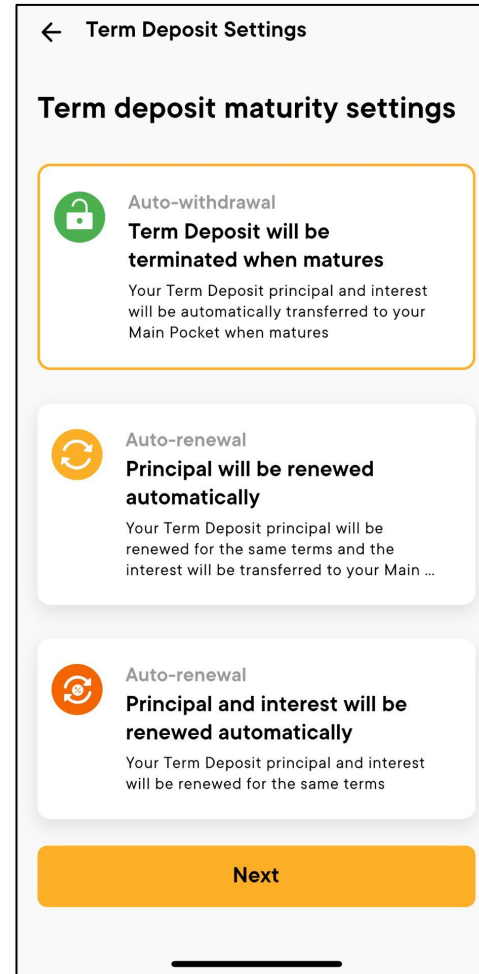 Term Deposit Settings
Term deposit maturity settings
Auto-withdrawal
Term Deposit will be
terminated when matures
Your Term Deposit principal and interest
will be automatically transferred to your
Main Pocket when matures
Auto-renewal
Principal will be renewed
automatically
Your Term Deposit principal will be
renewed for the same terms and the
interest will be transferred to your Main ...
Auto-renewal
Principal and interest will be
renewed automatically
Your Term Deposit principal and interest
will be renewed for the same terms
Next